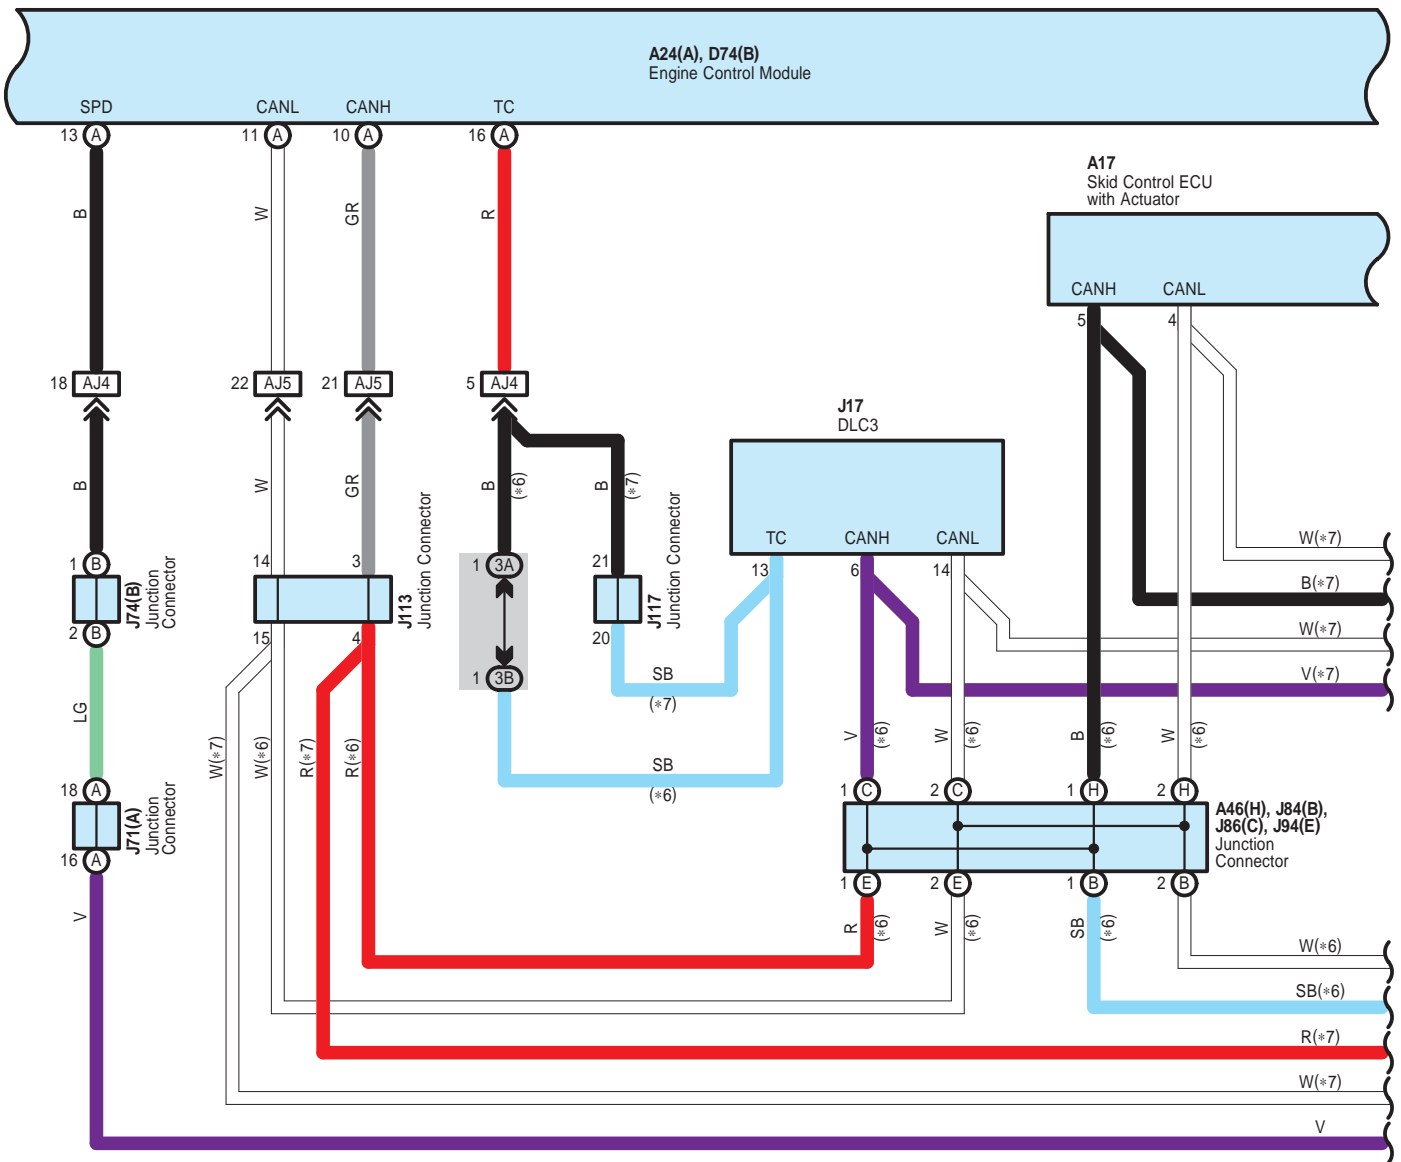 A24(A), D74(B)
Engine Control Module
SPD
CANL
CANH
TC
13 A
11 A
10 A
16 A
A17
Skid Control ECU
with Actuator
B
W
GR
R
CANH
CANL
5
4
18 AJ4
22 AJ5
21 AJ5
5 AJ4
J17
DLC3
B
W
GR
B
(*6)
B
(*7)
TC
CANH
CANL
13
6
14
W(*7)
B(*7)
W(*7)
V(*7)
1 B
14
3
1 3A
21
J74(B)
Junction
Connector
J113
Junction Connector
J117
Junction Connector
2 B
15
4
1 3B
20
SB
(*7)
LG
W(*7)
W(*6)
R(*7)
R(*6)
SB
(*6)
V
(*6)
W
(*6)
B
(*6)
W
(*6)
18 A
1 C
2 C
1 H
2 H
J71(A)
Junction
Connector
A46(H), J84(B),
J86(C), J94(E)
Junction
Connector
16 A
1 E
2 E
1 B
2 B
V
R
(*6)
W
(*6)
SB
(*6)
W(*6)
SB(*6)
R(*7)
W(*7)
V